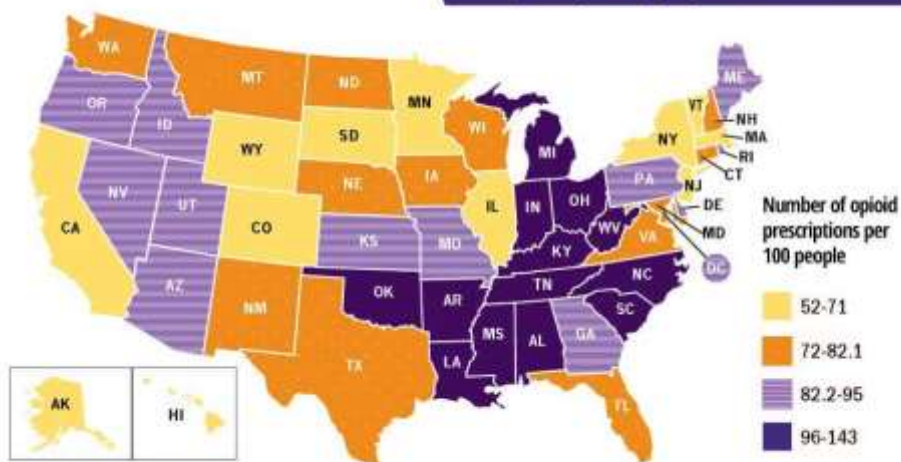 WA
MT
ND
MN
VT
ME
OR
ID
SD
WI
NY
NH
MA
WY
MI
RI
CT
NE
IA
PA
NJ
NV
UT
IL
IN
OH
DE
CA
CO
KS
MO
WV
MD
VA
KY
DC
AZ
NM
OK
AR
TN
NC
SC
MS
AL
GA
TX
LA
FL
AK
HI
Number of opioid
prescriptions per
100 people
52-71
72-82.1
82.2-95
96-143